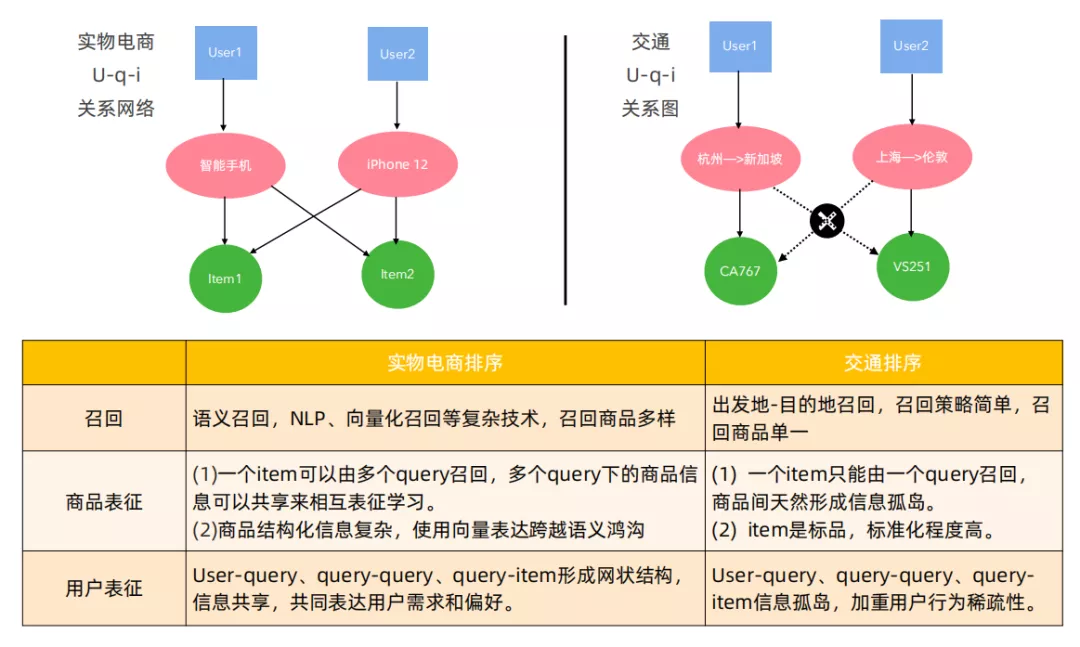 实物电商
U-q-i
关系网络
User1
User2
智能手机
iPhone 12
Item1
Item2
交通
U-q-i
关系图
User1
User2
杭州—>新加坡
上海—>伦敦
CA767
VS251
实物电商排序
交通排序
召回
语义召回，NLP、向量化召回等复杂技术，召回商品多样
出发地-目的地召回，召回策略简单，召
回商品单一
商品表征
(1)一个item可以由多个query召回，多个query下的商品信
息可以共享来相互表征学习。
(2)商品结构化信息复杂，使用向量表达跨越语义鸿沟
(1) 一个item只能由一个query召回，
商品间天然形成信息孤岛。
(2) item是标品，标准化程度高。
用户表征
User-query、query-query、query-item形成网状结构，
信息共享，共同表达用户需求和偏好。
User-query、query-query、query-
item信息孤岛，加重用户行为稀疏性。